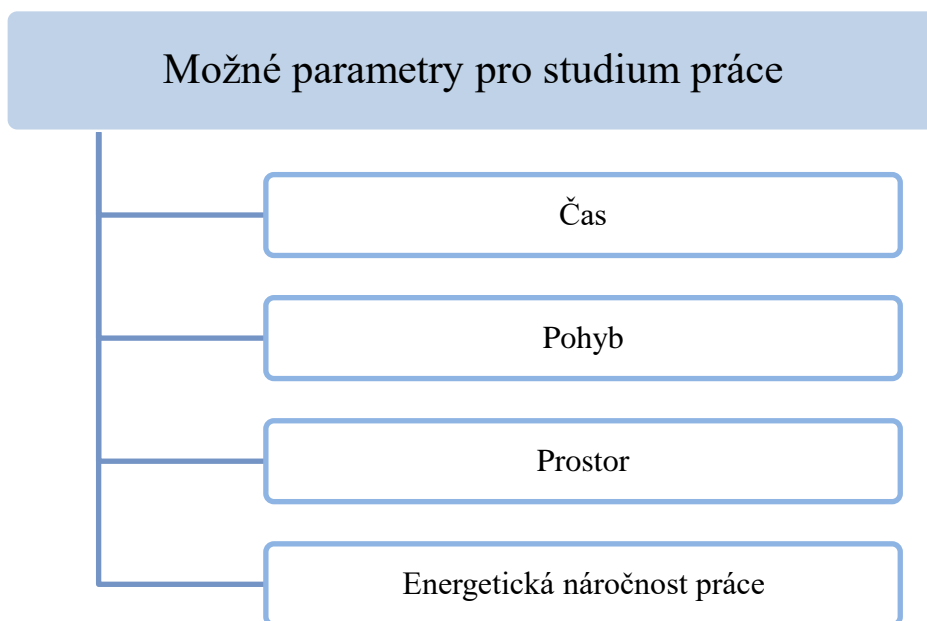 Možné parametry pro studium práce
Čas
Pohyb
Prostor
Energetická náročnost práce